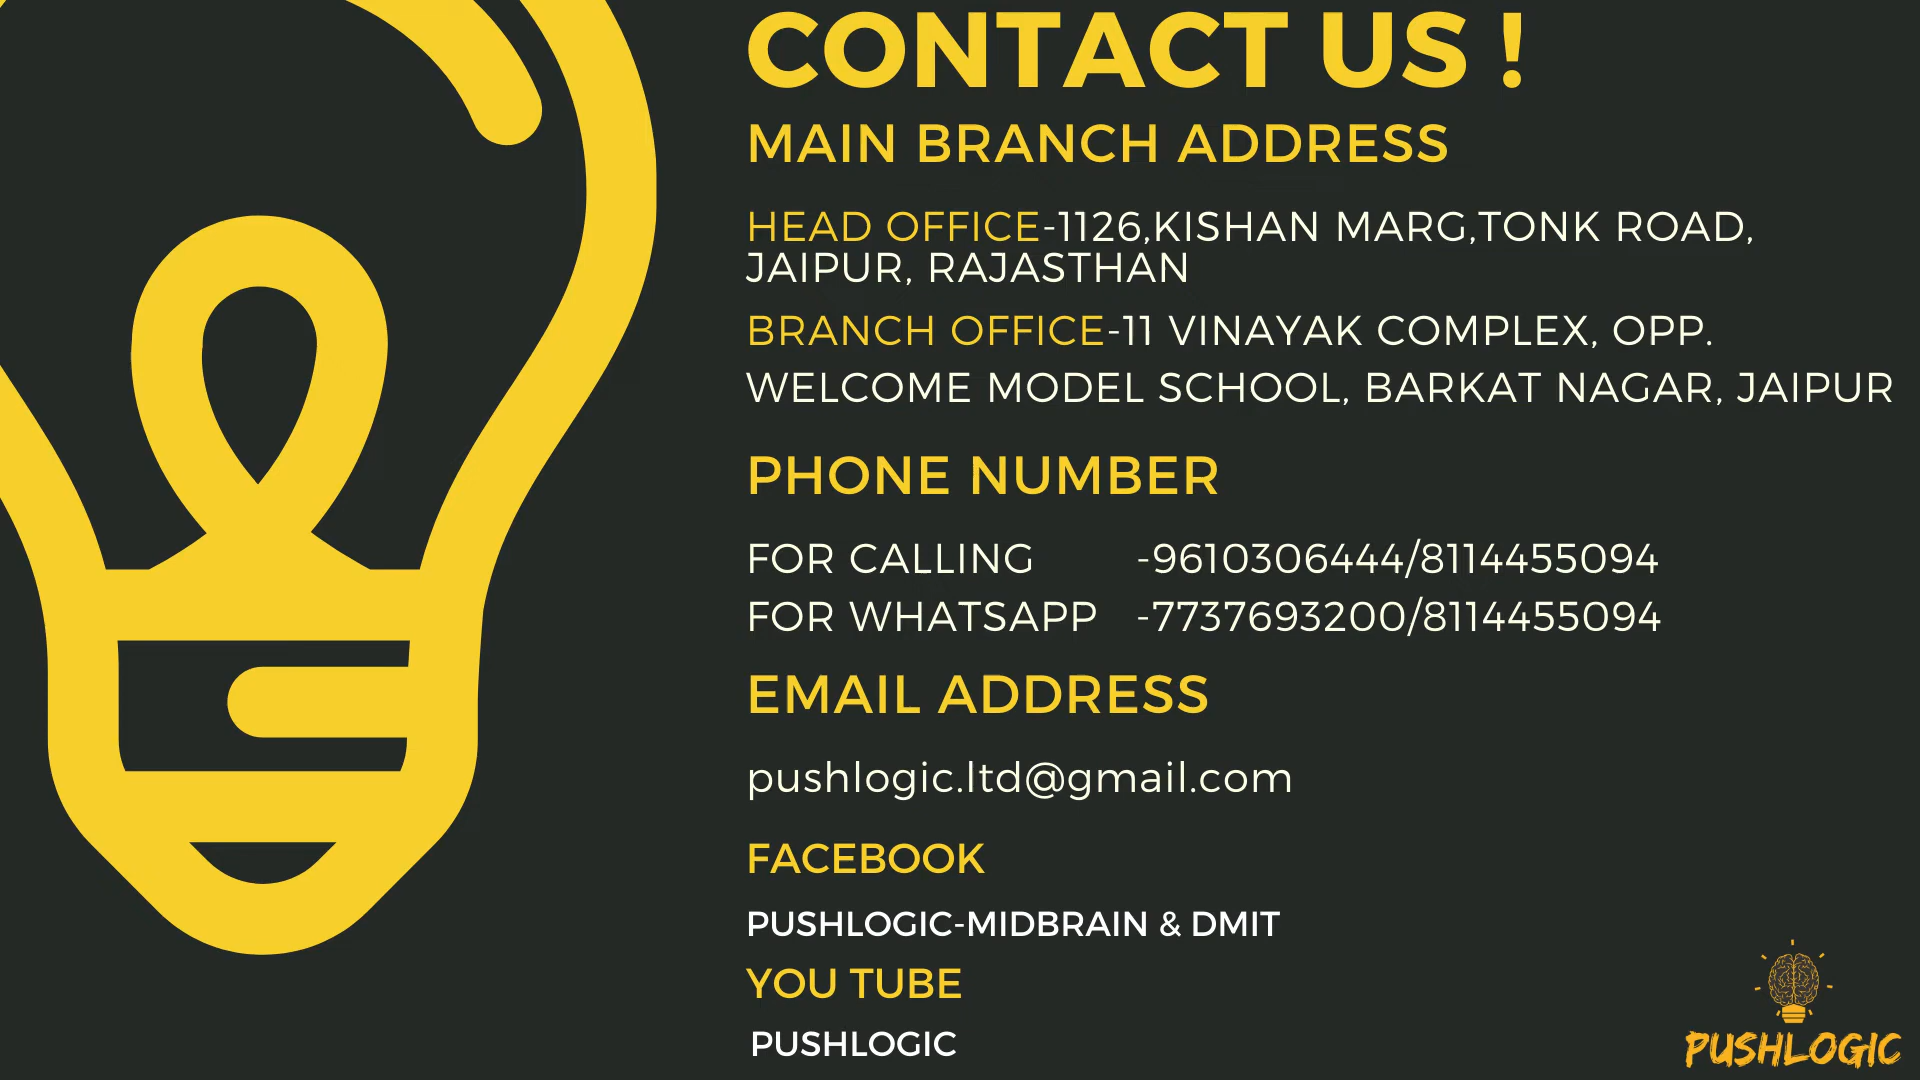 CONTACT US !
MAIN BRANCH ADDRESS
HEAD OFFICE-1126,KISHAN MARG,TONK ROAD,
JAIPUR, RAJASTHAN
BRANCH OFFICE-11 VINAYAK COMPLEX, OPP.
WELCOME MODEL SCHOOL, BARKAT NAGAR, JAIPUR
PHONE NUMBER
FOR CALLING -9610306444/8114455094
FOR WHATSAPP -7737693200/8114455094
EMAIL ADDRESS
pushlogic.ltd@gmail.com
FACEBOOK
PUSHLOGIC-MIDBRAIN & DMIT
YOU TUBE
PUSHLOGIC
PUSHLOGIC